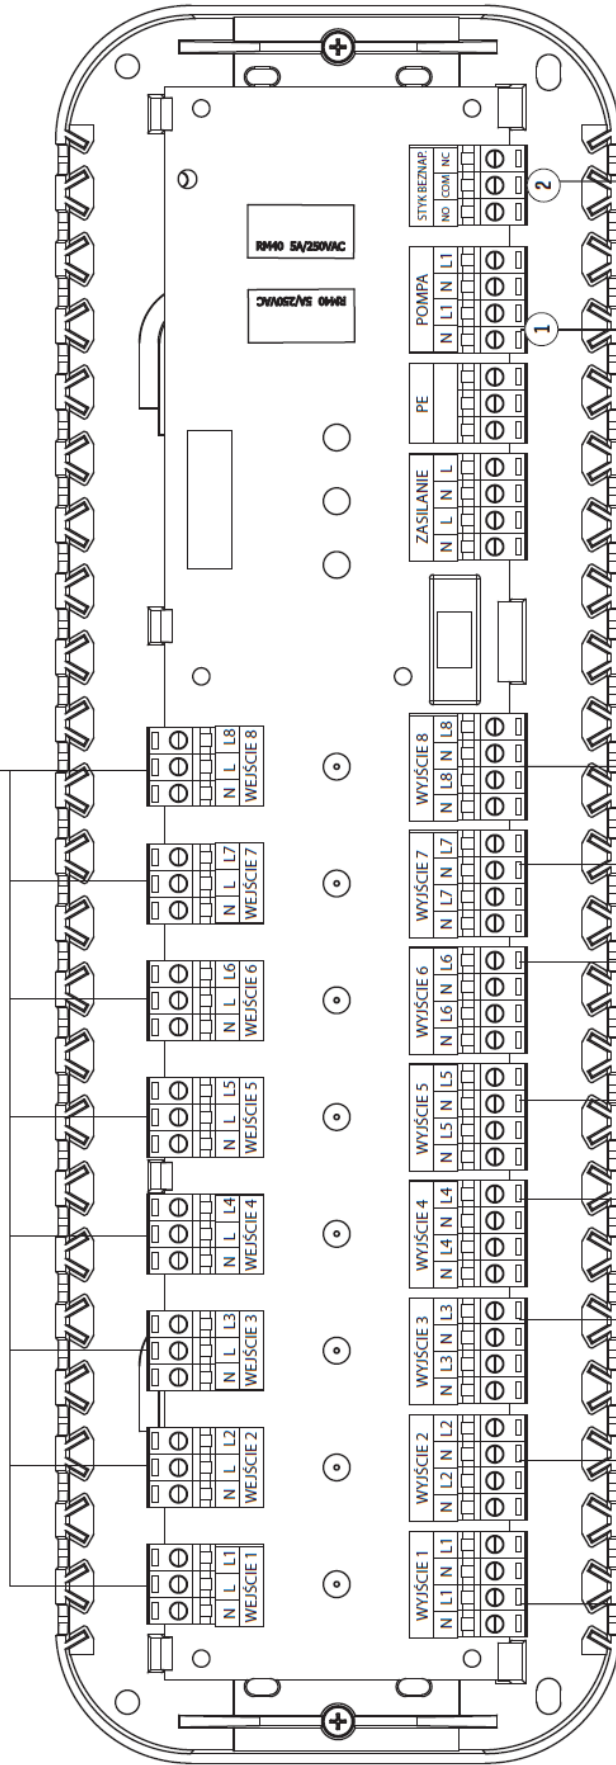 N L L1
WEJŚCIE 1
N L L2
WEJŚCIE 2
N L L3
WEJŚCIE 3
N L L4
WEJŚCIE 4
N L L5
WEJŚCIE 5
N L L6
WEJŚCIE 6
N L L7
WEJŚCIE 7
N L L8
WEJŚCIE 8
RM40 5A/250VAC
RM40 5A/250VAC
WYJŚCIE 1
N L1 N L1
WYJŚCIE 2
N L2 N L2
WYJŚCIE 3
N L3 N L3
WYJŚCIE 4
N L4 N L4
WYJŚCIE 5
N L5 N L5
WYJŚCIE 6
N L6 N L6
WYJŚCIE 7
N L7 N L7
WYJŚCIE 8
N L8 N L8
ZASILANIE
N L N L
PE
POMPA
N L1 N L1
STYK BEZNAP.
NO COM NC
1
2